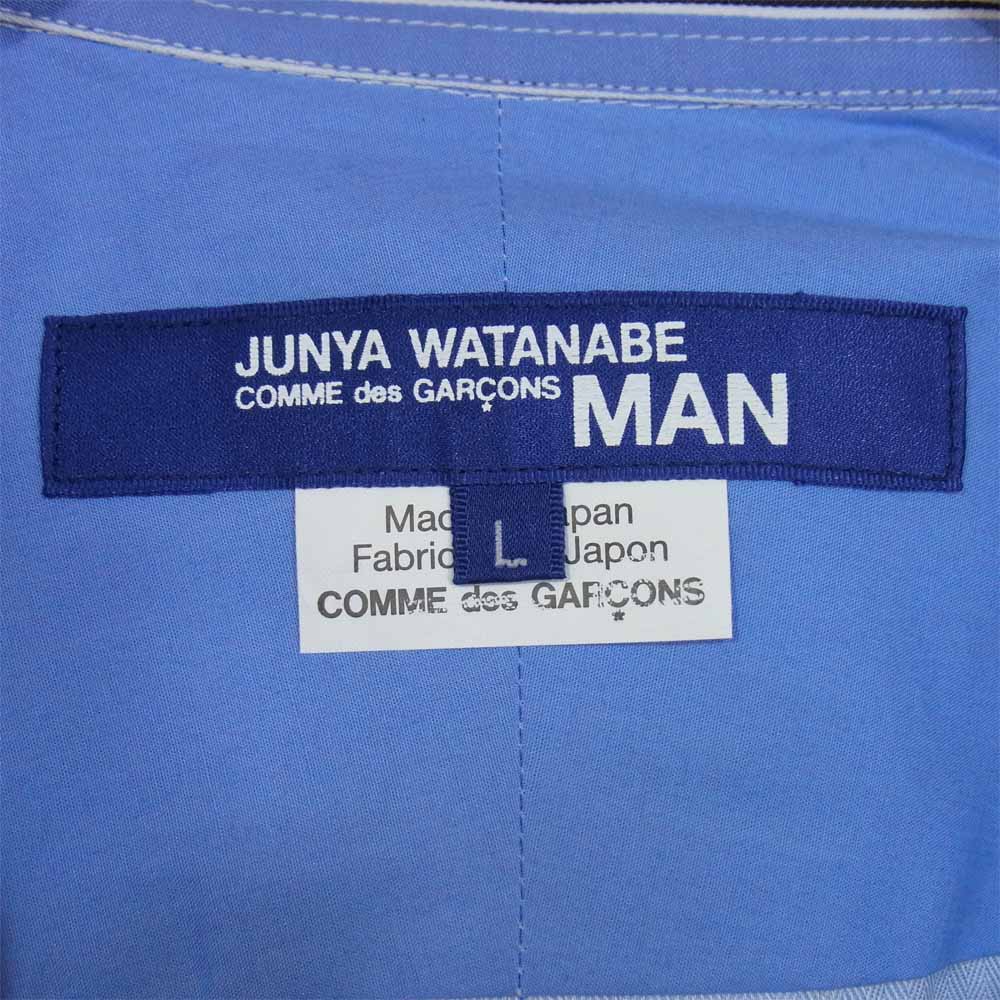 JUNYA WATANABE
COMME des GARÇONS MAN
L
Mad apan
Fabric Japon
COMME des GARÇONS